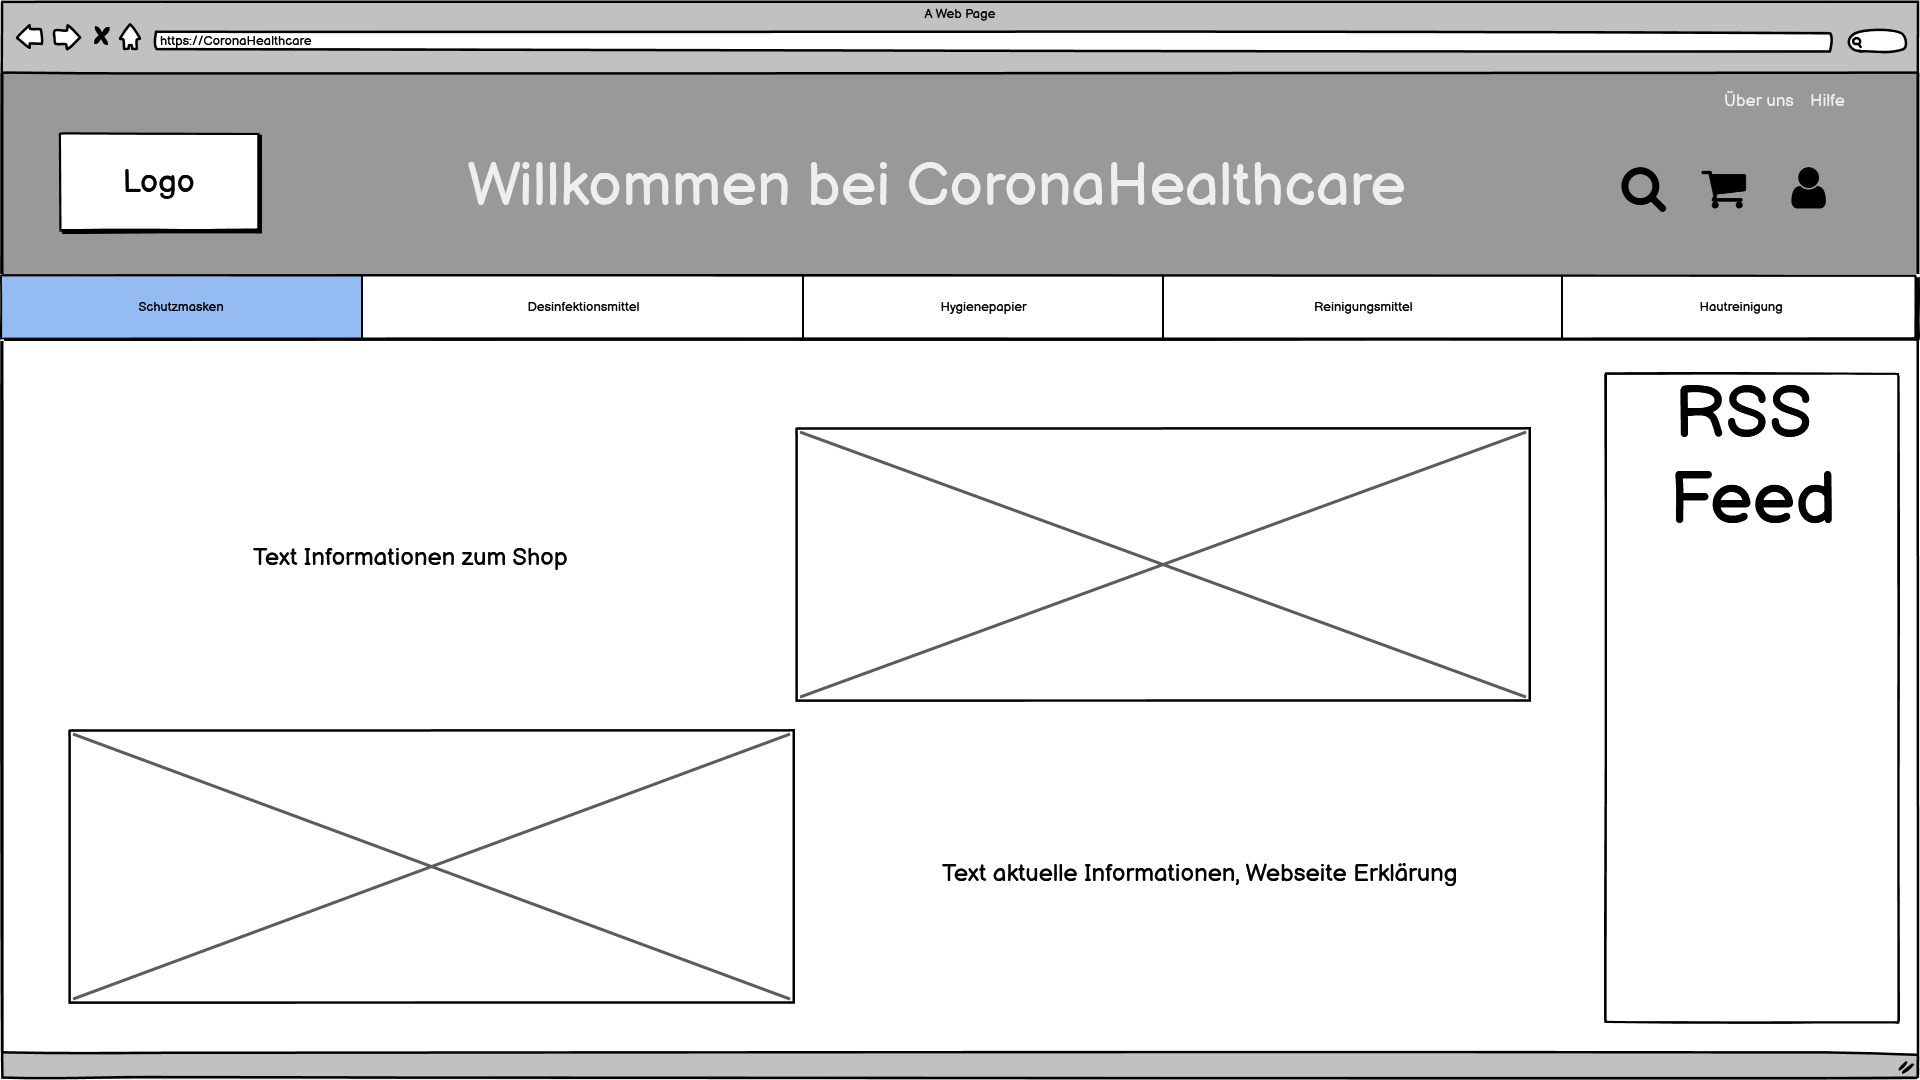 A Web Page
https://CoronaHealthcare
Über uns Hilfe
Logo
Willkommen bei CoronaHealthcare
Schutzmasken Desinfektionsmittel Hygienepapier Reinigungsmittel Hautreinigung
RSS
Feed
Text Informationen zum Shop
Text aktuelle Informationen, Webseite Erklärung